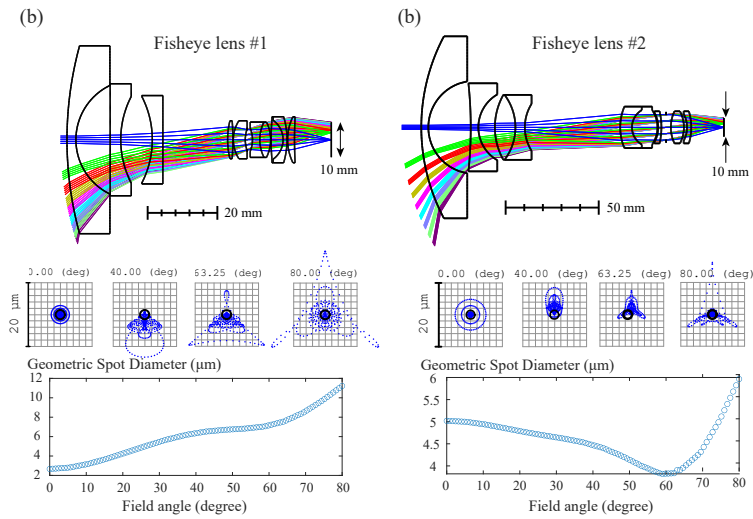 (b)
Fisheye lens #1
10 mm
20 mm
0.00 (deg)
40.00 (deg)
63.25 (deg)
80.00 (deg)
20 µm
Geometric Spot Diameter (µm)
12
10
8
6
4
2
0 10 20 30 40 50 60 70 80
Field angle (degree)
(b)
Fisheye lens #2
10 mm
50 mm
0.00 (deg)
40.00 (deg)
63.25 (deg)
80.00 (deg)
20 µm
Geometric Spot Diameter (µm)
6
5.5
5
4.5
4
0 10 20 30 40 50 60 70 80
Field angle (degree)